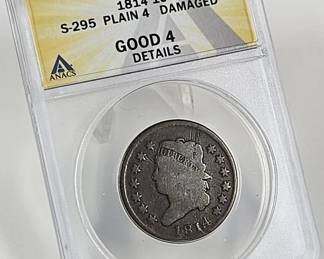 1814
S-295 PLAIN 4 DAMAGED
GOOD 4
DETAILS
ANACS
LIBERTY
1814